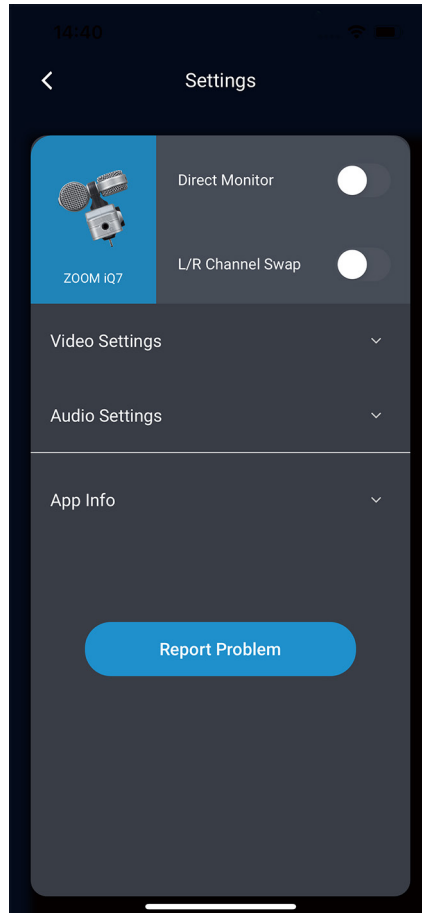 14:40
Settings
Direct Monitor
L/R Channel Swap
ZOOM iQ7
Video Settings
Audio Settings
App Info
Report Problem